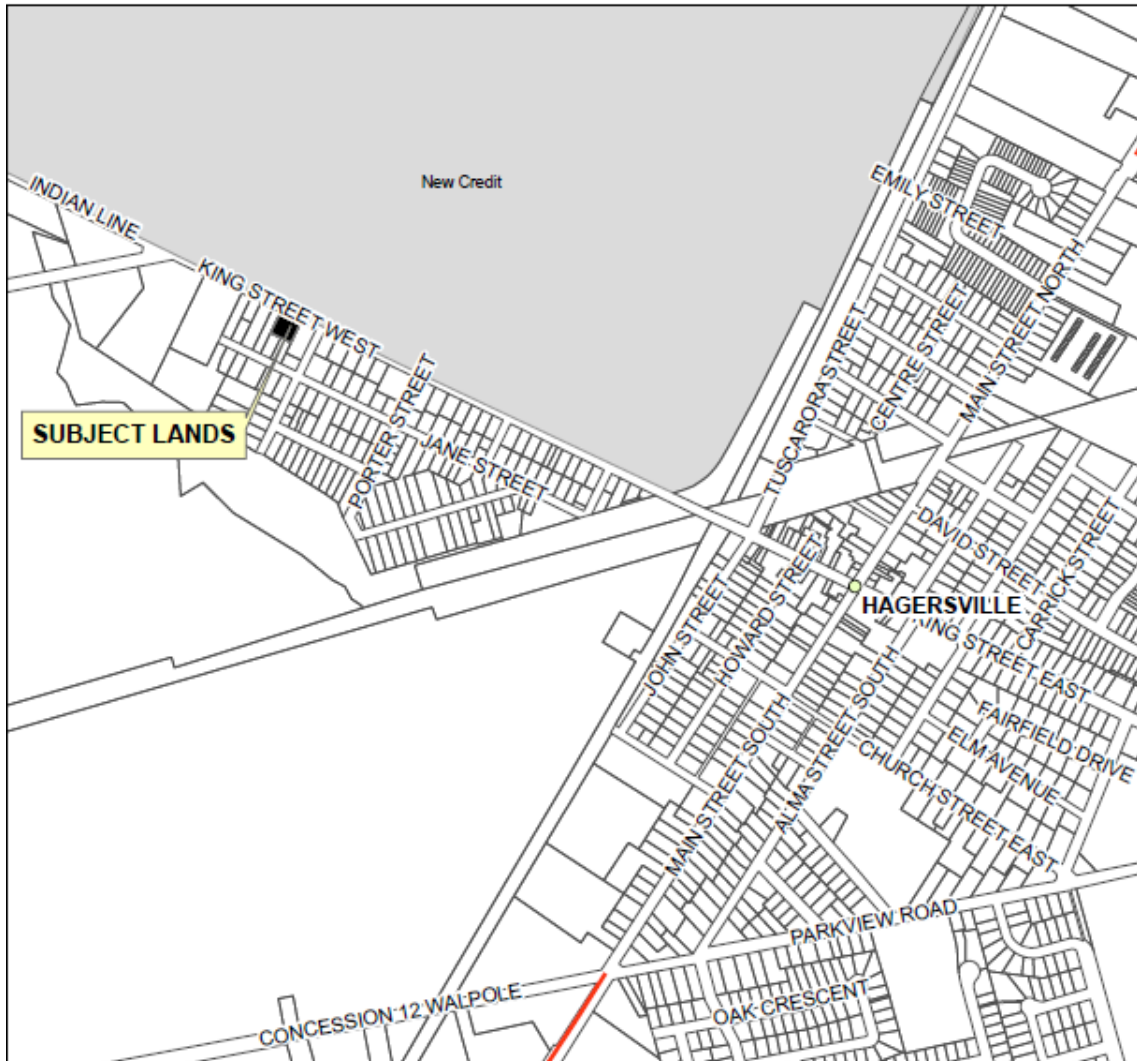 New Credit
INDIAN LINE
KING STREET WEST
EMILY STREET
MAIN STREET NORTH
CENTRE STREET
TUSCARORA STREET
PORTER STREET
JANE STREET
SUBJECT LANDS
DAVID STREET
CARRICK STREET
HAGERSVILLE
KING STREET EAST
JOHN STREET
HOWARD STREET
FAIRFIELD DRIVE
ELM AVENUE
MAIN STREET SOUTH
ALMA STREET SOUTH
CHURCH STREET EAST
PARKVIEW ROAD
OAK CRESCENT
CONCESSION 12 WALPOLE